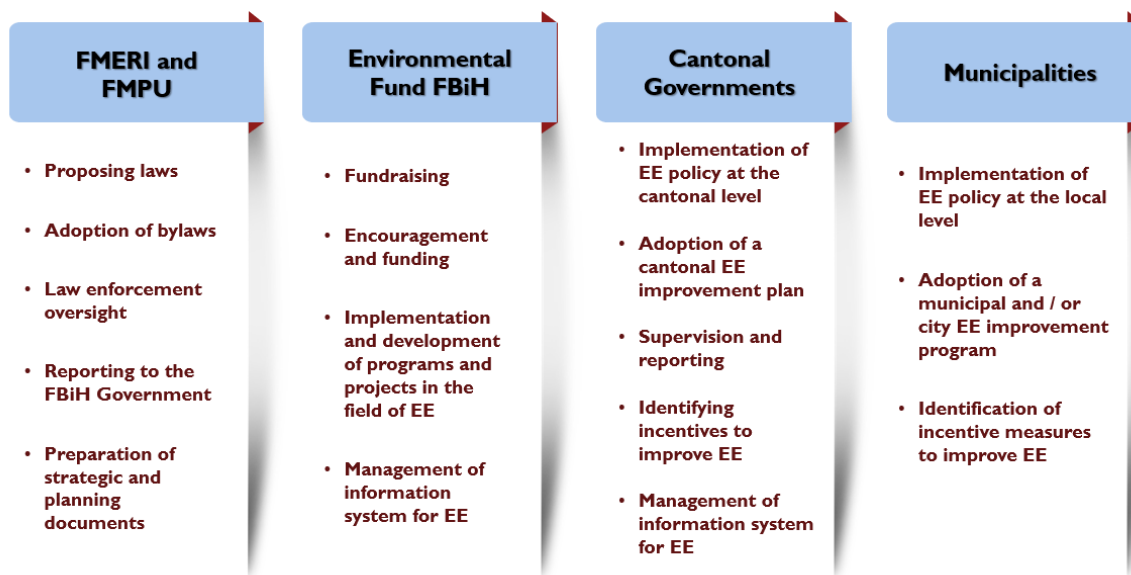 FMERI and
FMPU
• Proposing laws
• Adoption of bylaws
• Law enforcement
oversight
• Reporting to the
FBiH Government
• Preparation of
strategic and
planning
documents
Environmental
Fund FBiH
• Fundraising
• Encouragement
and funding
• Implementation
and development
of programs and
projects in the
field of EE
• Management of
information
system for EE
Cantonal
Governments
• Implementation of
EE policy at the
cantonal level
• Adoption of a
cantonal EE
improvement plan
• Supervision and
reporting
• Identifying
incentives to
improve EE
• Management of
information system
for EE
Municipalities
• Implementation of
EE policy at the local
level
• Adoption of a
municipal and / or
city EE improvement
program
• Identification of
incentive measures
to improve EE